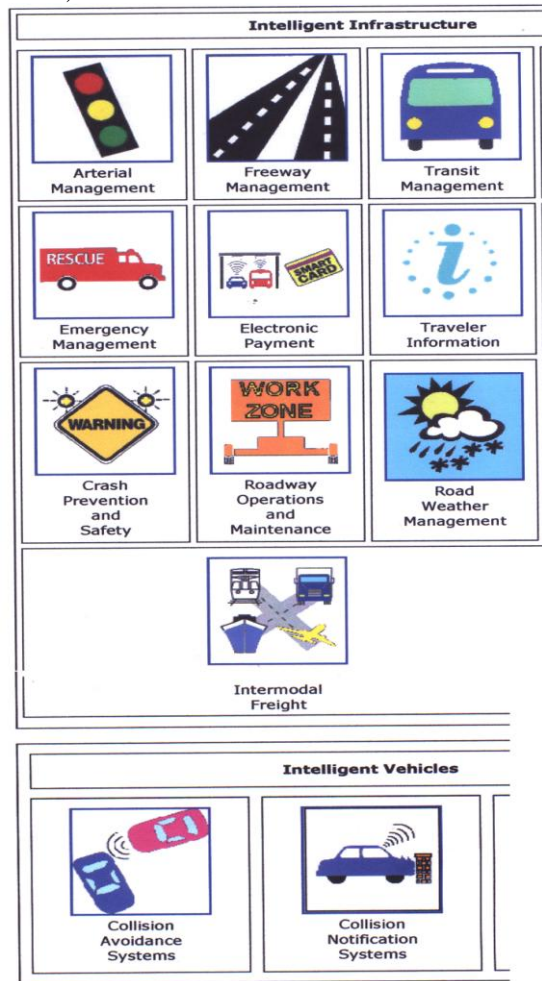 Intelligent Infrastructure
Arterial
Management
Freeway
Management
Transit
Management
RESCUE
SMART
CARD
Emergency
Management
Electronic
Payment
Traveler
Information
WARNING
WORK
ZONE
Crash
Prevention
and
Safety
Roadway
Operations
and
Maintenance
Road
Weather
Management
Intermodal
Freight
Intelligent Vehicles
Collision
Avoidance
Systems
Collision
Notification
Systems